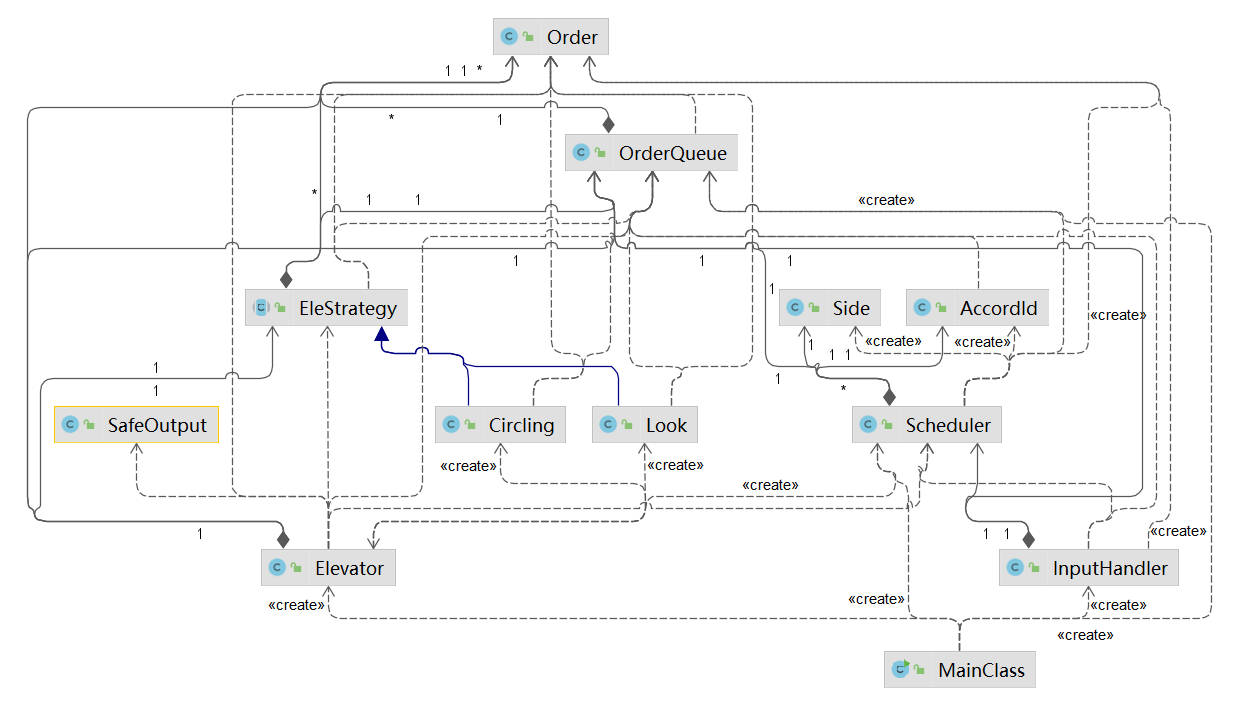 Order
1 1 *
* 1
OrderQueue
* 1 1 «create»
1 1 1
1
EleStrategy Side AccordId
«create»
1 «create» «create»
1 1 1
1 1
1 *
SafeOutput Circling Look Scheduler
«create» «create»
«create»
1 1 1 «create»
Elevator InputHandler
«create» «create» «create»
«create»
MainClass